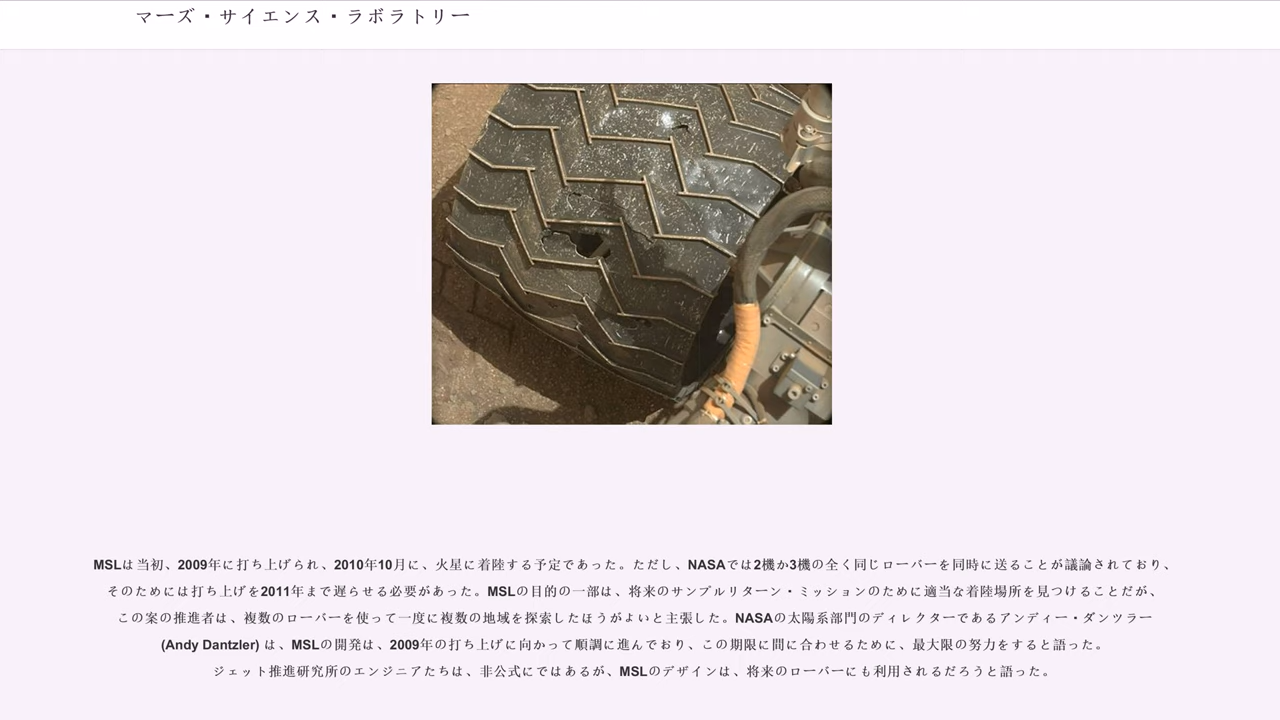 マーズ・サイエンス・ラボラトリー
MSLは当初、2009年に打ち上げられ、2010年10月に、火星に着陸する予定であった。ただし、NASAでは2機か3機の全く同じローバーを同時に送ることが議論されており、
そのためには打ち上げを2011年まで遅らせる必要があった。MSLの目的の一部は、将来のサンプルリターン・ミッションのために適当な着陸場所を見つけることだが、
この案の推進者は、複数のローバーを使って一度に複数の地域を探索したほうがよいと主張した。NASAの太陽系部門のディレクターであるアンディー・ダンツラー
(Andy Dantzler) は、MSLの開発は、2009年の打ち上げに向かって順調に進んでおり、この期限に間に合わせるために、最大限の努力をすると語った。
ジェット推進研究所のエンジニアたちは、非公式にではあるが、MSLのデザインは、将来のローバーにも利用されるだろうと語った。